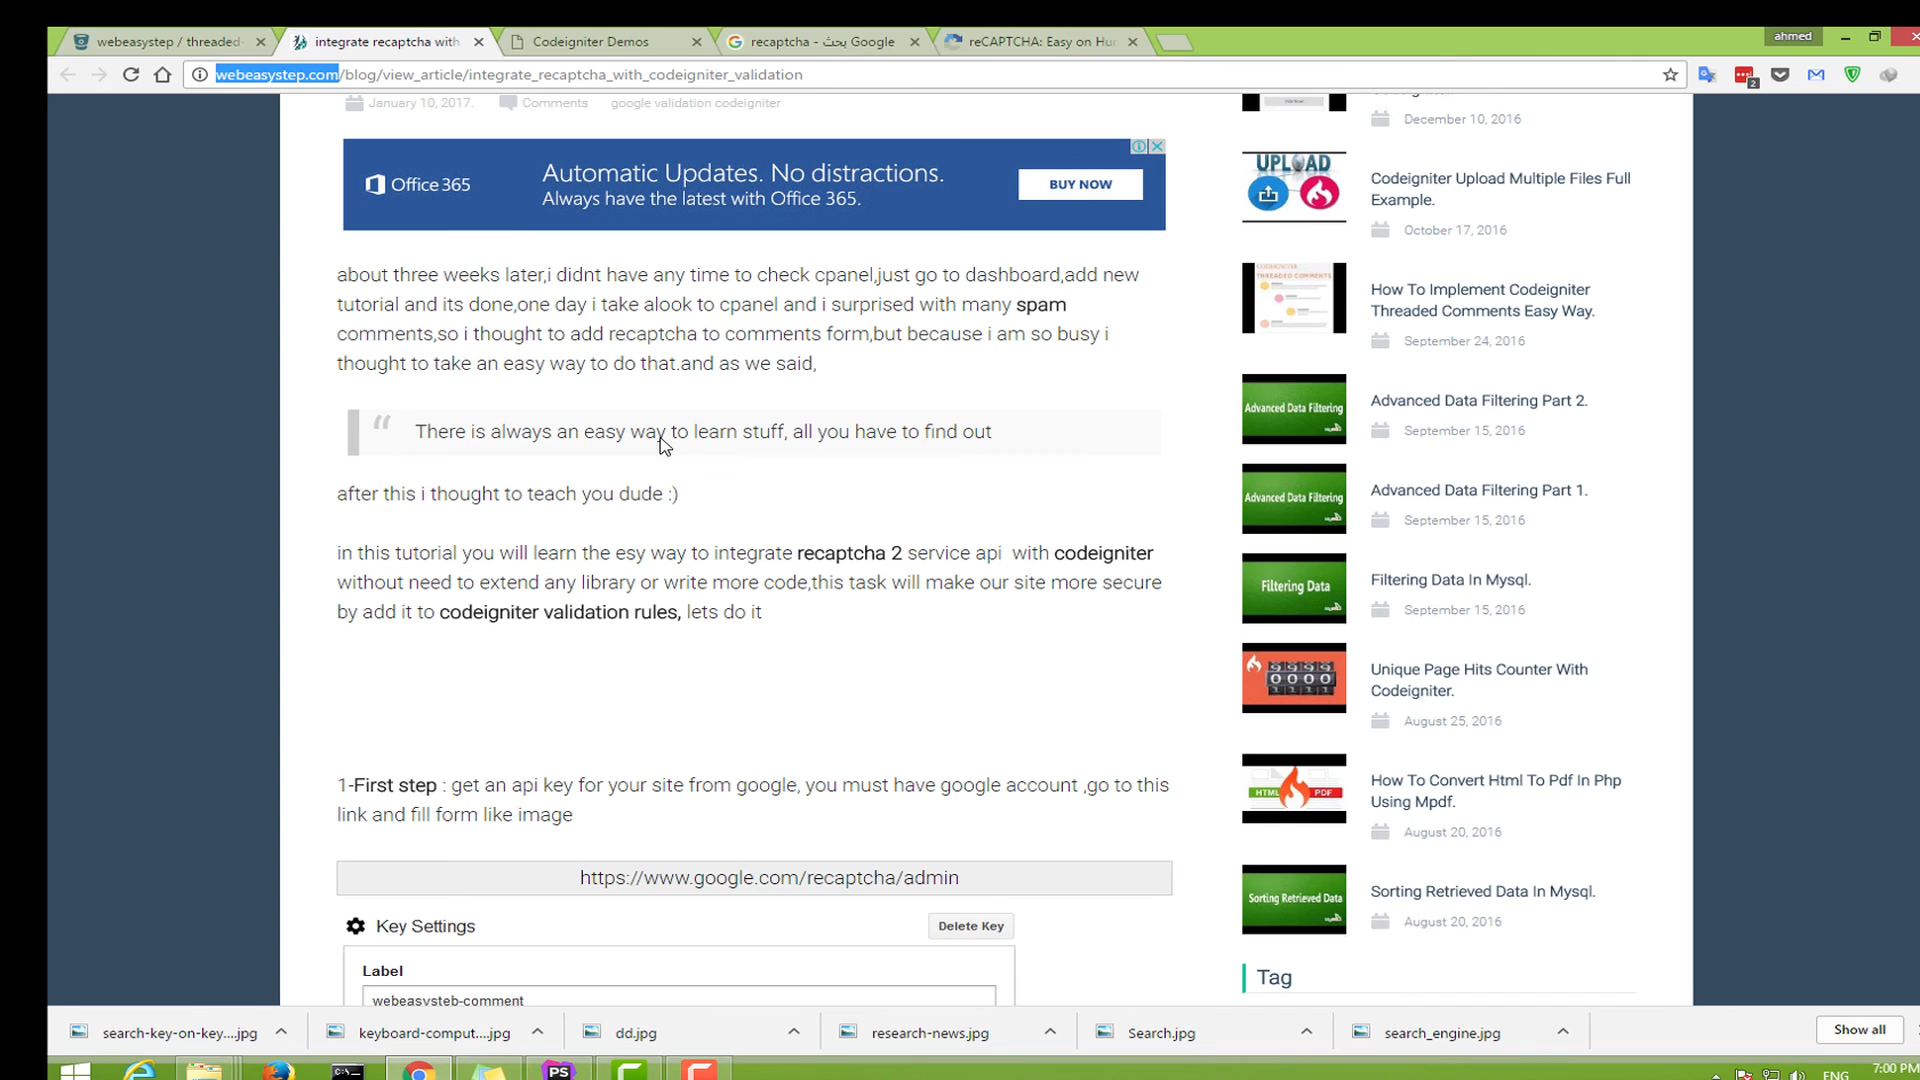 webeasystep / threaded-
integrate recaptcha with
Codeigniter Demos
recaptcha - بحث Google
reCAPTCHA: Easy on Hur
ahmed
webeasystep.com/blog/view_article/integrate_recaptcha_with_codeigniter_validation
2
January 10, 2017.
Comments
google validation codeigniter
Office 365
Automatic Updates. No distractions.
Always have the latest with Office 365.
BUY NOW
about three weeks later,i didnt have any time to check cpanel,just go to dashboard,add new
tutorial and its done,one day i take alook to cpanel and i surprised with many spam
comments,so i thought to add recaptcha to comments form,but because i am so busy i
thought to take an easy way to do that.and as we said,
“ There is always an easy way to learn stuff, all you have to find out
after this i thought to teach you dude :)
in this tutorial you will learn the esy way to integrate recaptcha 2 service api with codeigniter
without need to extend any library or write more code,this task will make our site more secure
by add it to codeigniter validation rules, lets do it
1-First step : get an api key for your site from google, you must have google account ,go to this
link and fill form like image
https://www.google.com/recaptcha/admin
Key Settings
Delete Key
Label
webeasysteb-comment
December 10, 2016
UPLOAD
Codeigniter Upload Multiple Files Full
Example.
October 17, 2016
CODEIGNITER
THREADED COMMENTS
How To Implement Codeigniter
Threaded Comments Easy Way.
September 24, 2016
Advanced Data Filtering
Advanced Data Filtering Part 2.
September 15, 2016
Advanced Data Filtering
Advanced Data Filtering Part 1.
September 15, 2016
Filtering Data
Filtering Data In Mysql.
September 15, 2016
Unique Page Hits Counter With
Codeigniter.
August 25, 2016
HTML
PDF
How To Convert Html To Pdf In Php
Using Mpdf.
August 20, 2016
Sorting Retrieved Data
Sorting Retrieved Data In Mysql.
August 20, 2016
Tag
search-key-on-key....jpg
keyboard-comput....jpg
dd.jpg
research-news.jpg
Search.jpg
search_engine.jpg
Show all
PS
ENG
7:00 PM